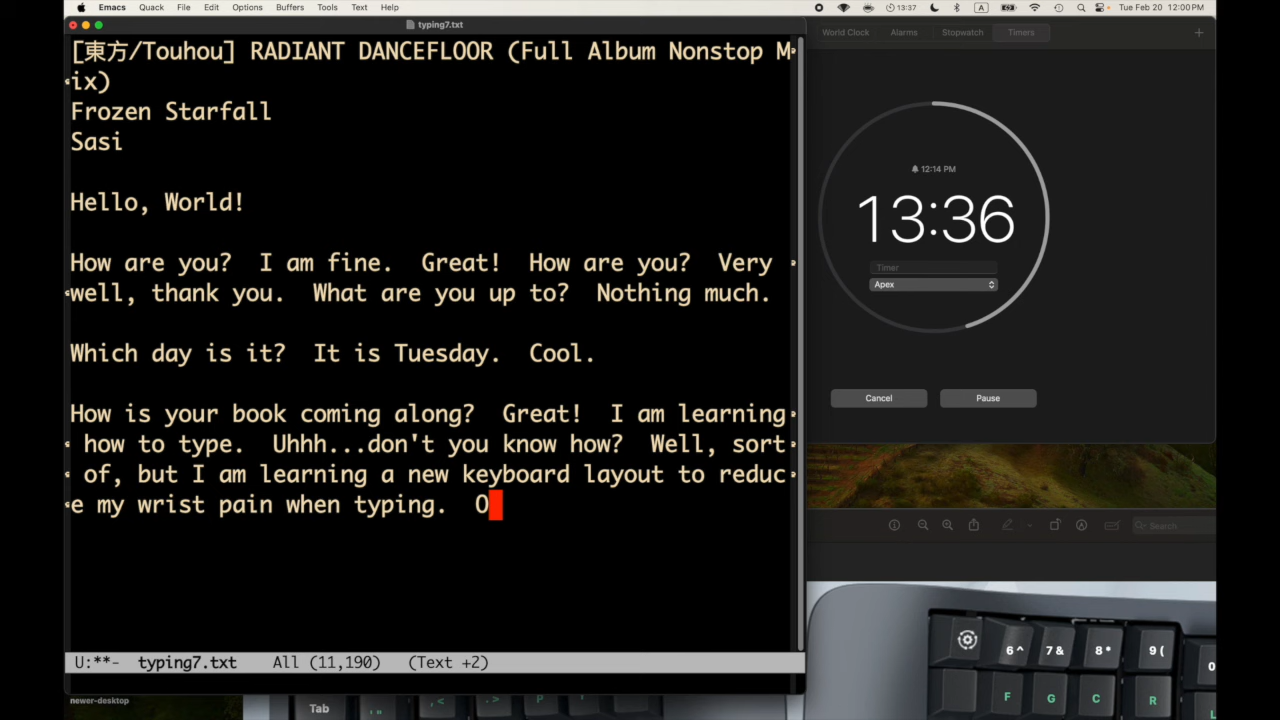 Emacs Quack File Edit Options Buffers Tools Text Help 13:37 A Tue Feb 20 12:00 PM
typing7.txt
[東方/Touhou] RADIANT DANCEFLOOR (Full Album Nonstop M
ix)
Frozen Starfall
Sasi
Hello, World!
How are you?  I am fine.  Great!  How are you?  Very
well, thank you.  What are you up to?  Nothing much.
Which day is it?  It is Tuesday.  Cool.
How is your book coming along?  Great!  I am learning
how to type.  Uhhh...don't you know how?  Well, sort
of, but I am learning a new keyboard layout to reduc
e my wrist pain when typing.  O
U:**-  typing7.txt    All (11,190)  (Text +2)
newer-desktop
World Clock Alarms Stopwatch Timers
12:14 PM
13:36
Timer
Apex
Cancel Pause
Search
6 ^ 7 & 8 * 9 ( 0
F G C R L
Tab , < . > P